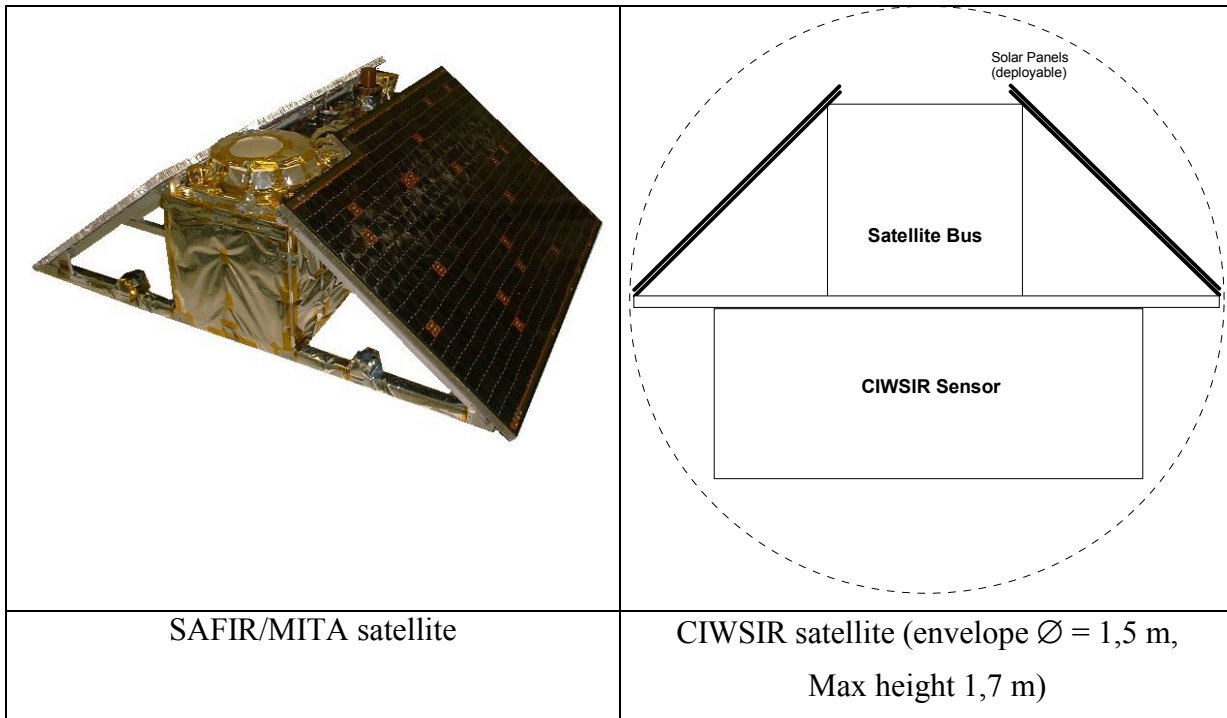 Solar Panels
(deployable)
Satellite Bus
CIWSIR Sensor
SAFIR/MITA satellite
CIWSIR satellite (envelope ∅ = 1,5 m,
Max height 1,7 m)